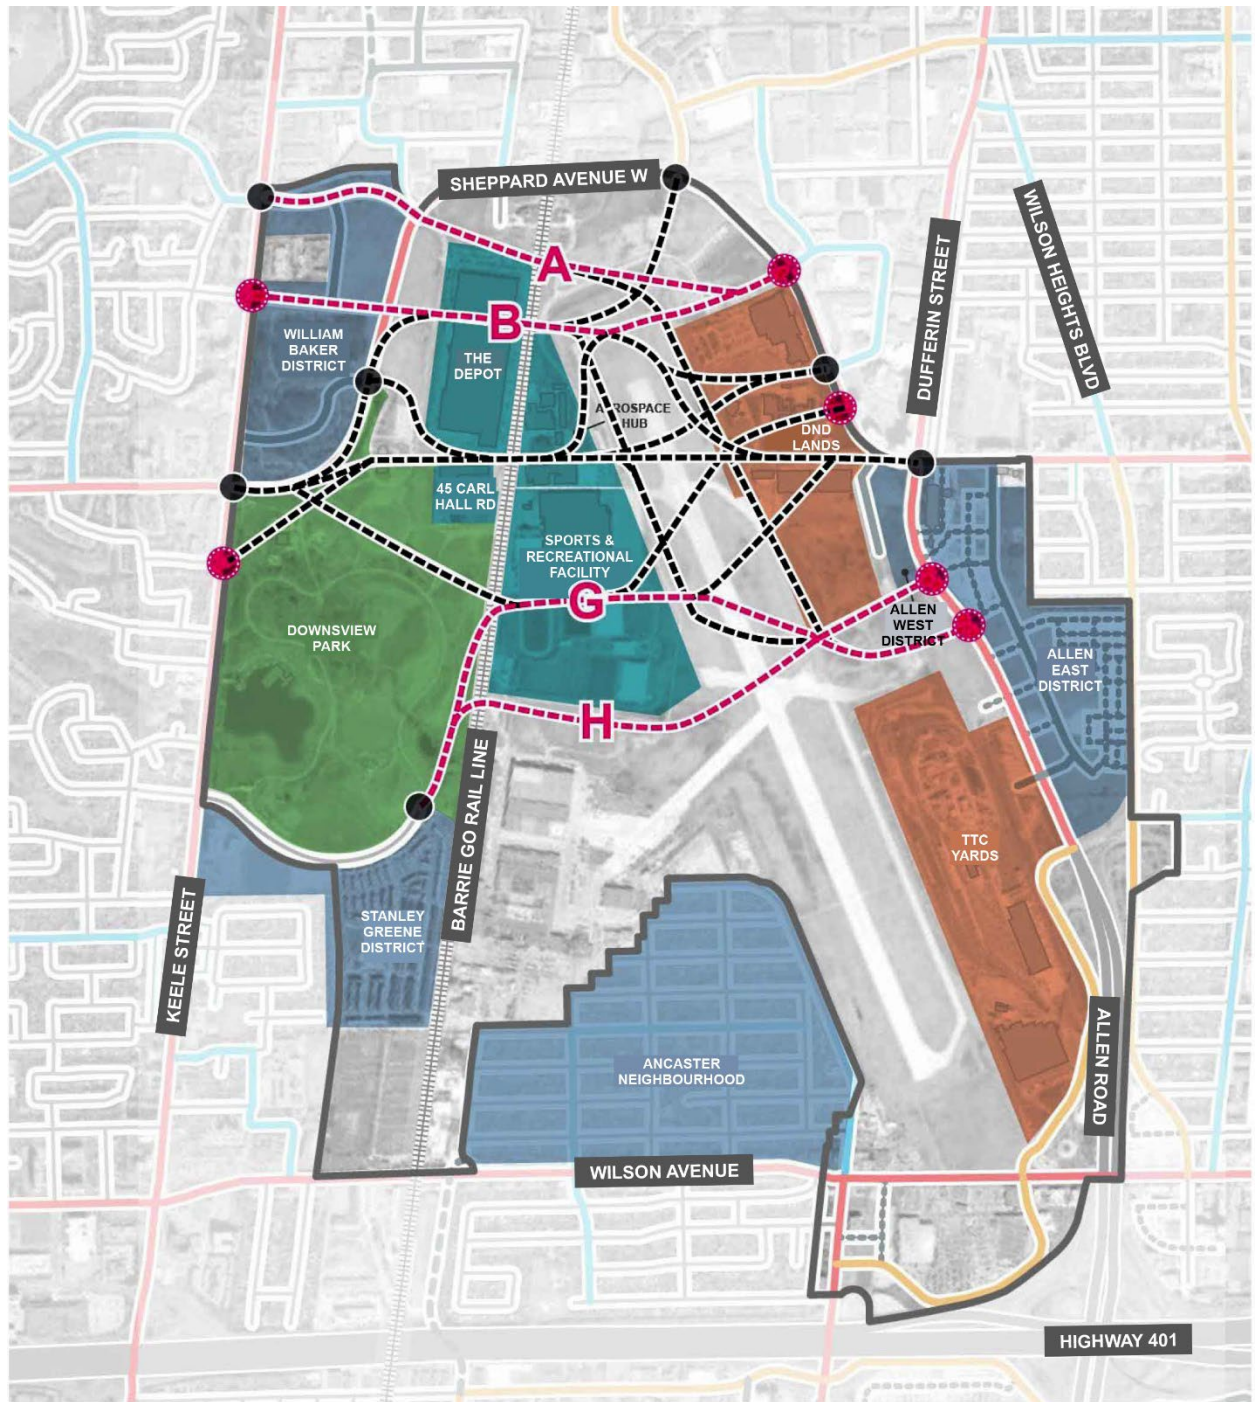 SHEPPARD AVENUE W
WILSON HEIGHTS BLVD
DUFFERIN STREET
A
B
WILLIAM
BAKER
DISTRICT
THE
DEPOT
AEROSPACE
HUB
DND
LANDS
45 CARL
HALL RD
SPORTS &
RECREATIONAL
FACILITY
G
DOWNSVIEW
PARK
ALLEN
WEST
DISTRICT
ALLEN
EAST
DISTRICT
H
BARRIE GO RAIL LINE
TTC
YARDS
KEELE STREET
STANLEY
GREENE
DISTRICT
ALLEN ROAD
ANCASTER
NEIGHBOURHOOD
WILSON AVENUE
HIGHWAY 401